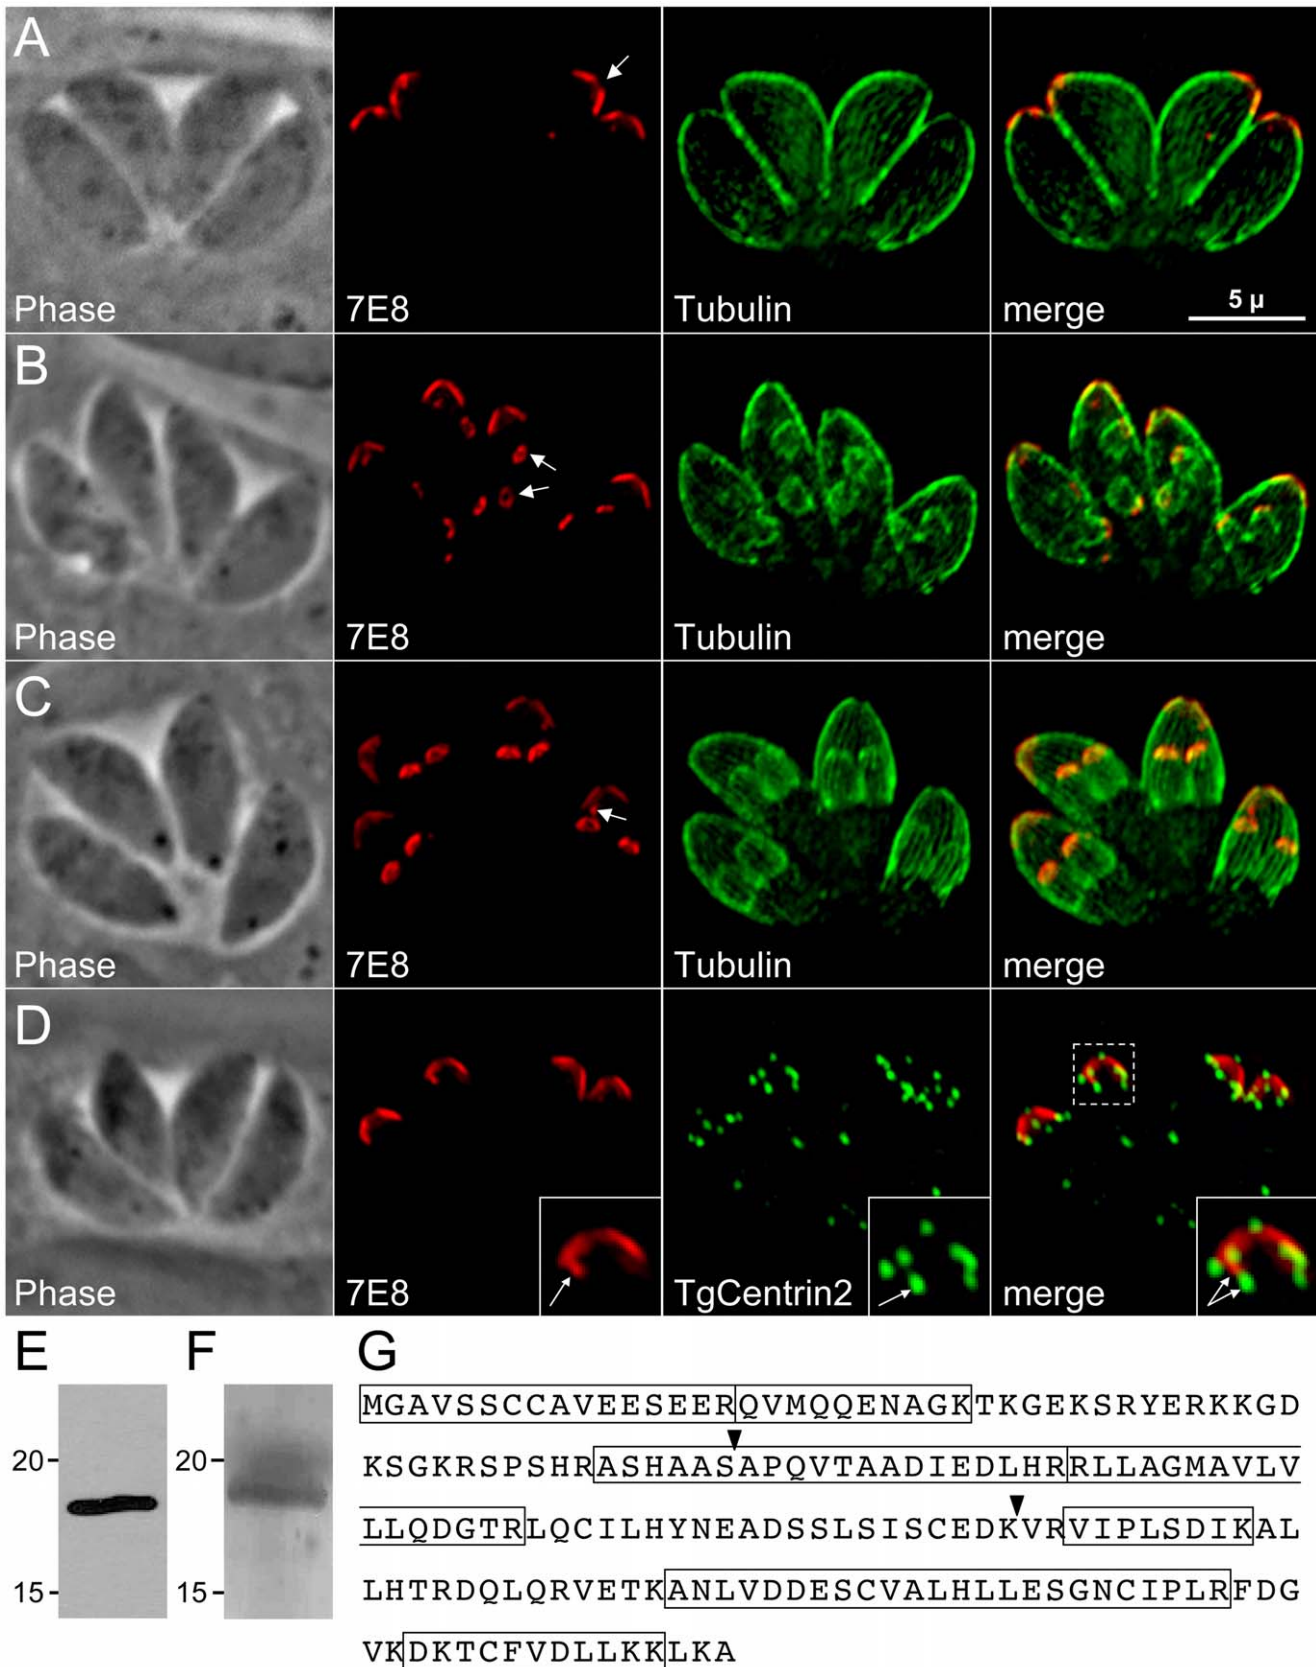 A
Phase
7E8
Tubulin
merge
5 µ
B
Phase
7E8
Tubulin
merge
C
Phase
7E8
Tubulin
merge
D
Phase
7E8
TgCentrin2
merge
E
20
15
F
20
15
G
MGAVSSCCAVEESEERQVMQQENAGKTKGEKSRYERKKGD
KSGKRSPSHRASHAASAPQVTAADIEDLHRRLLAGMAVLV
LLQDGTRLQCILHYNEADSSLSISCEDKVRVIPLSDIKAL
LHTRDQLQRVETKANLVDDESCVALHLLESGNCIPLRFDG
VKDKTCFVDLLKKLKA